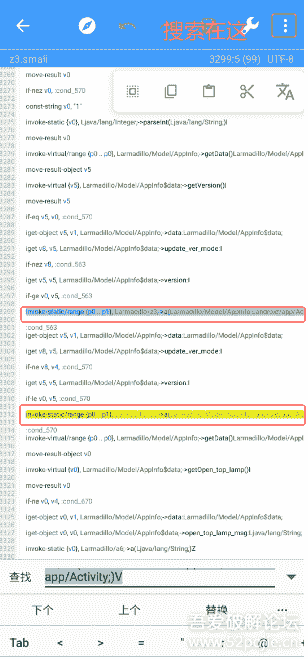 搜索在这
z3.smali
3299:5 (99) UTF-8
move-result v0
if-nez v0, :cond_570
const-string v0, "1"
invoke-static {v0}, Ljava/lang/Integer;->parseInt(Ljava/lang/String;)I
move-result v0
invoke-virtual/range {p0 .. p0}, Larmadillo/Model/AppInfo;->getData()Larmadillo/Model/AppI
move-result-object v5
invoke-virtual {v5}, Larmadillo/Model/AppInfo$data;->getVersion()I
move-result v5
if-eq v5, v0, :cond_570
iget-object v5, v1, Larmadillo/Model/AppInfo;->data:Larmadillo/Model/AppInfo$data;
iget v8, v5, Larmadillo/Model/AppInfo$data;->update_ver_mode:I
if-nez v8, :cond_563
iget v5, v5, Larmadillo/Model/AppInfo$data;->version:I
if-ge v0, v5, :cond_563
3299
invoke-static/range {p0 .. p1}, Larmadillo/z3;->a(Larmadillo/Model/AppInfo;Landroid/app/Ac
:cond_563
iget-object v5, v1, Larmadillo/Model/AppInfo;->data:Larmadillo/Model/AppInfo$data;
iget v8, v5, Larmadillo/Model/AppInfo$data;->update_ver_mode:I
if-ne v8, v4, :cond_570
iget v5, v5, Larmadillo/Model/AppInfo$data;->version:I
if-le v0, v5, :cond_570
3312
invoke-static/range {p0 .. p1}
:cond_570
invoke-virtual/range {p0 .. p0}, Larmadillo/Model/AppInfo;->getData()Larmadillo/Model/AppI
move-result-object v0
invoke-virtual {v0}, Larmadillo/Model/AppInfo$data;->getOpen_top_lamp()I
move-result v0
if-ne v0, v4, :cond_670
iget-object v0, v1, Larmadillo/Model/AppInfo;->data:Larmadillo/Model/AppInfo$data;
iget-object v0, v0, Larmadillo/Model/AppInfo$data;->open_top_lamp_msg:Ljava/lang/String;
invoke-static {v0}, Larmadillo/a6;->a(Ljava/lang/String;)Z
查找 app/Activity;)V
下个 上个 替换 ...
Tab < > = " : @
吾爱破解论坛
www.52pojie.cn